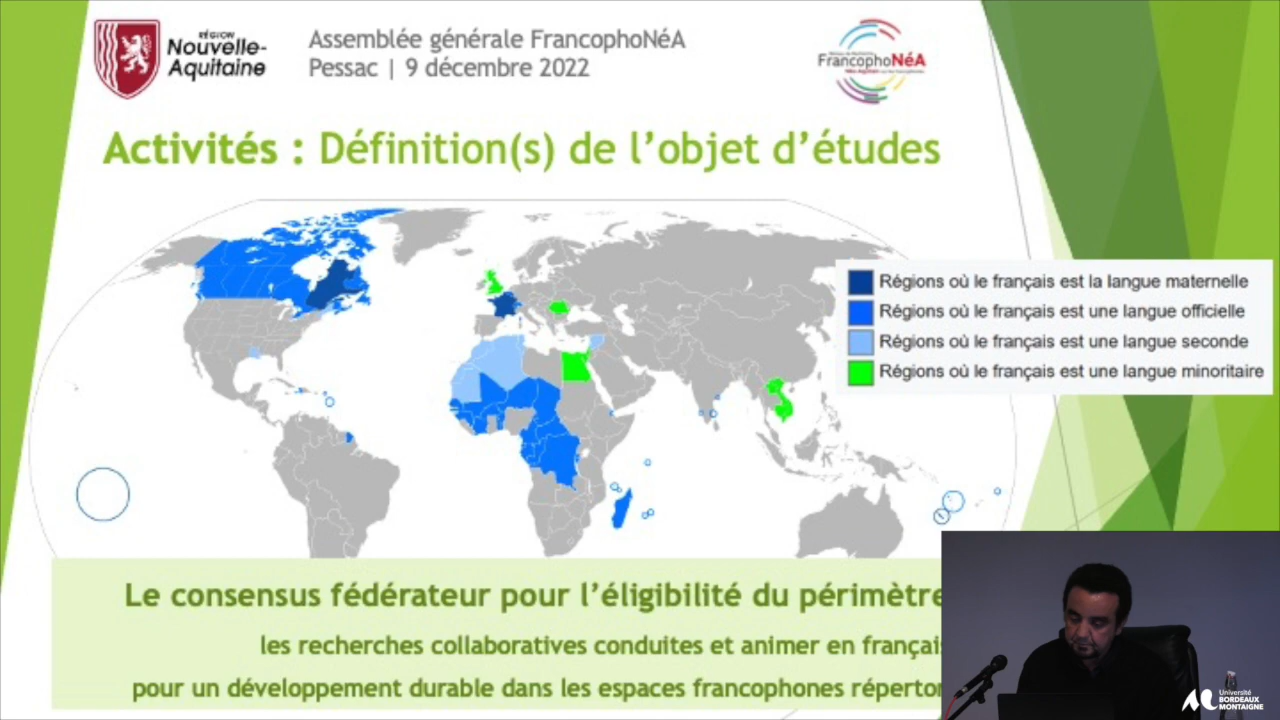 RÉGION
Nouvelle-
Aquitaine
Assemblée générale FrancophoNéA
Pessac | 9 décembre 2022
FrancophoNéA
Activités : Définition(s) de l'objet d'études
Régions où le français est la langue maternelle
Régions où le français est une langue officielle
Régions où le français est une langue seconde
Régions où le français est une langue minoritaire
Le consensus fédérateur pour l'éligibilité du périmètre
les recherches collaboratives conduites et animer en françai
pour un développement durable dans les espaces francophones réperto
Université
BORDEAUX
MONTAIGNE